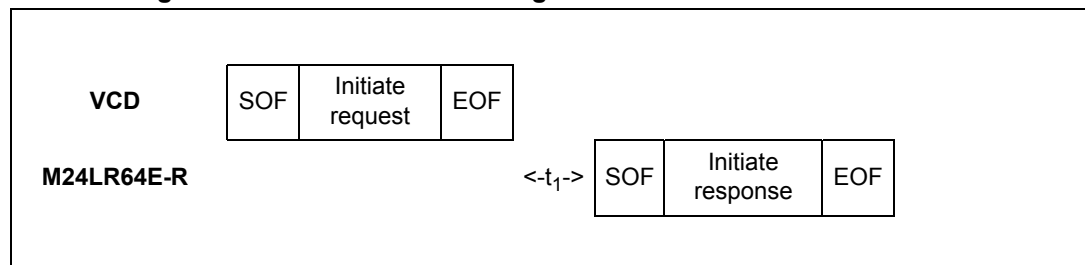 VCD SOF Initiate request EOF
M24LR64E-R <-t₁-> SOF Initiate response EOF